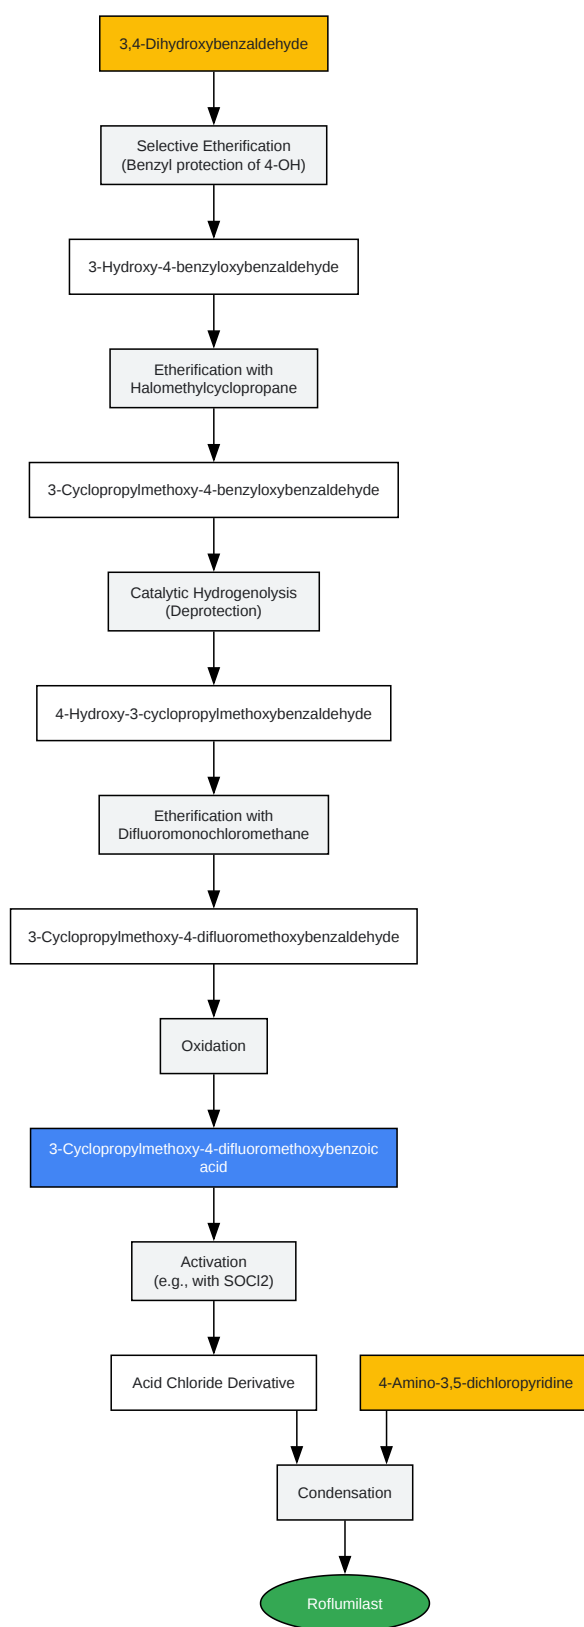 3,4-Dihydroxybenzaldehyde
Selective Etherification
(Benzyl protection of 4-OH)
3-Hydroxy-4-benzyloxybenzaldehyde
Etherification with
Halomethylcyclopropane
3-Cyclopropylmethoxy-4-benzyloxybenzaldehyde
Catalytic Hydrogenolysis
(Deprotection)
4-Hydroxy-3-cyclopropylmethoxybenzaldehyde
Etherification with
Difluoromonochloromethane
3-Cyclopropylmethoxy-4-difluoromethoxybenzaldehyde
Oxidation
3-Cyclopropylmethoxy-4-difluoromethoxybenzoic
acid
Activation
(e.g., with SOCl2)
Acid Chloride Derivative
4-Amino-3,5-dichloropyridine
Condensation
Roflumilast